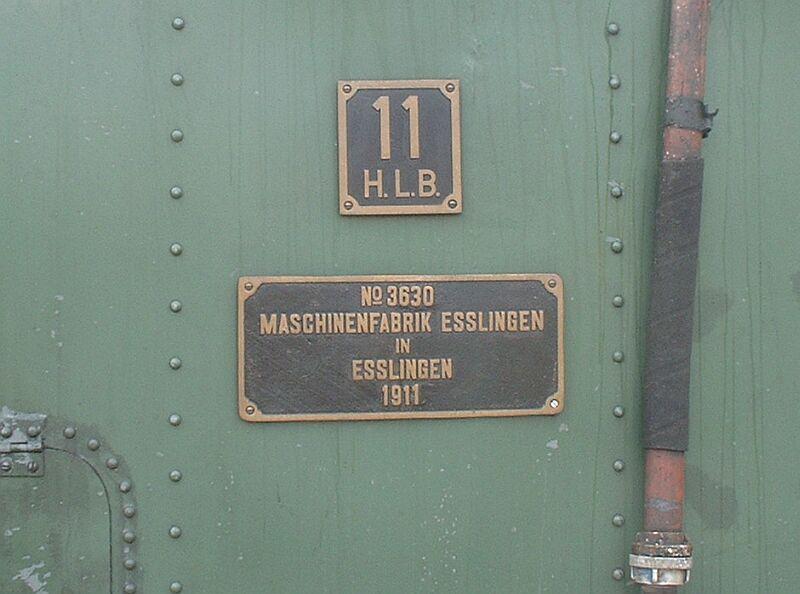 11
H.L.B.
No 3630
MASCHINENFABRIK ESSLINGEN
IN
ESSLINGEN
1911